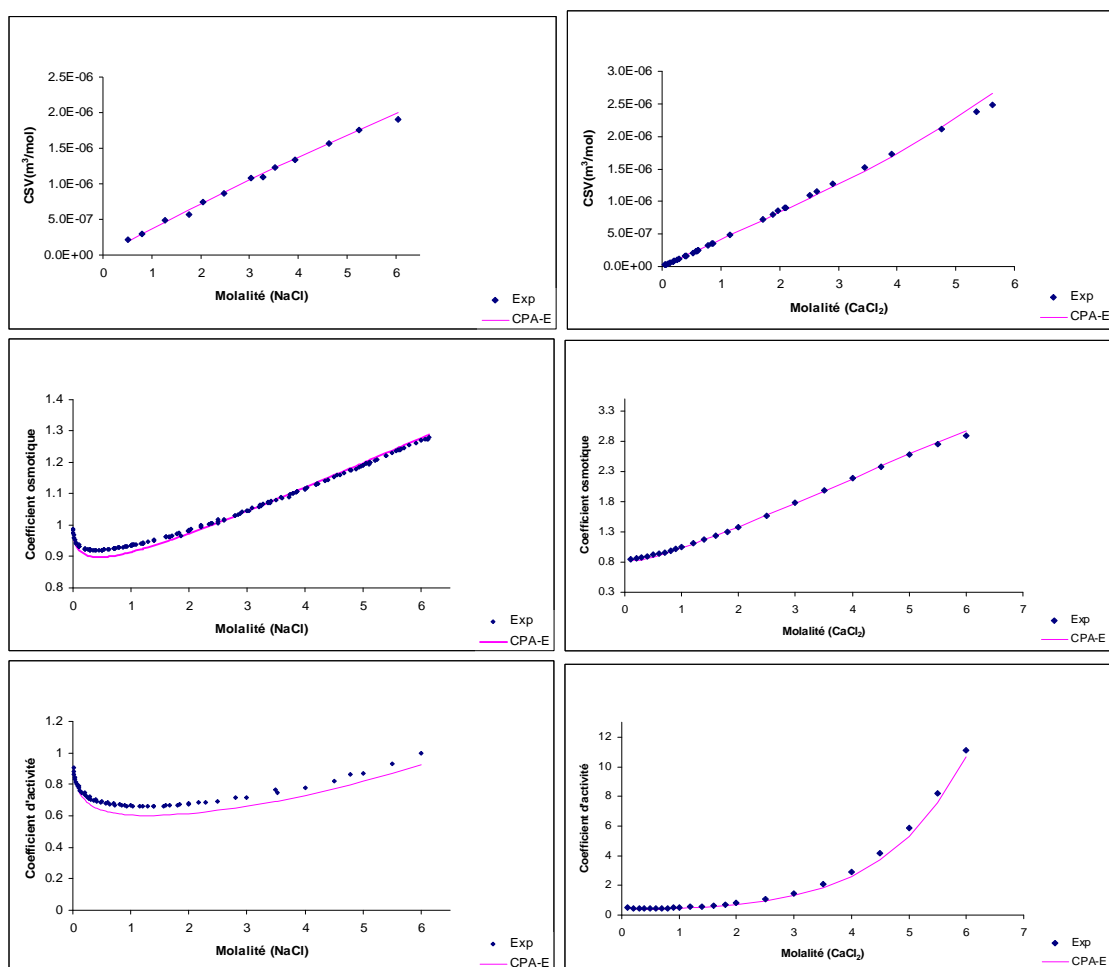 2.5E-06
2.0E-06
1.5E-06
1.0E-06
5.0E-07
0.0E+00
CSV(m³/mol)
0 1 2 3 4 5 6
Molalité (NaCl)
Exp
CPA-E
3.0E-06
2.5E-06
2.0E-06
1.5E-06
1.0E-06
5.0E-07
0.0E+00
CSV(m³/mol)
0 1 2 3 4 5 6
Molalité (CaCl₂)
Exp
CPA-E
1.4
1.3
1.2
1.1
1
0.9
0.8
Coefficient osmotique
0 1 2 3 4 5 6
Molalité (NaCl)
Exp
CPA-E
3.3
2.8
2.3
1.8
1.3
0.8
0.3
Coefficient osmotique
0 1 2 3 4 5 6 7
Molalité (CaCl₂)
Exp
CPA-E
1.2
1
0.8
0.6
0.4
0.2
0
Coefficient d'activité
0 1 2 3 4 5 6
Molalité (NaCl)
Exp
CPA-E
12
10
8
6
4
2
0
Coefficient d'activité
0 1 2 3 4 5 6 7
Molalité (CaCl₂)
Exp
CPA-E